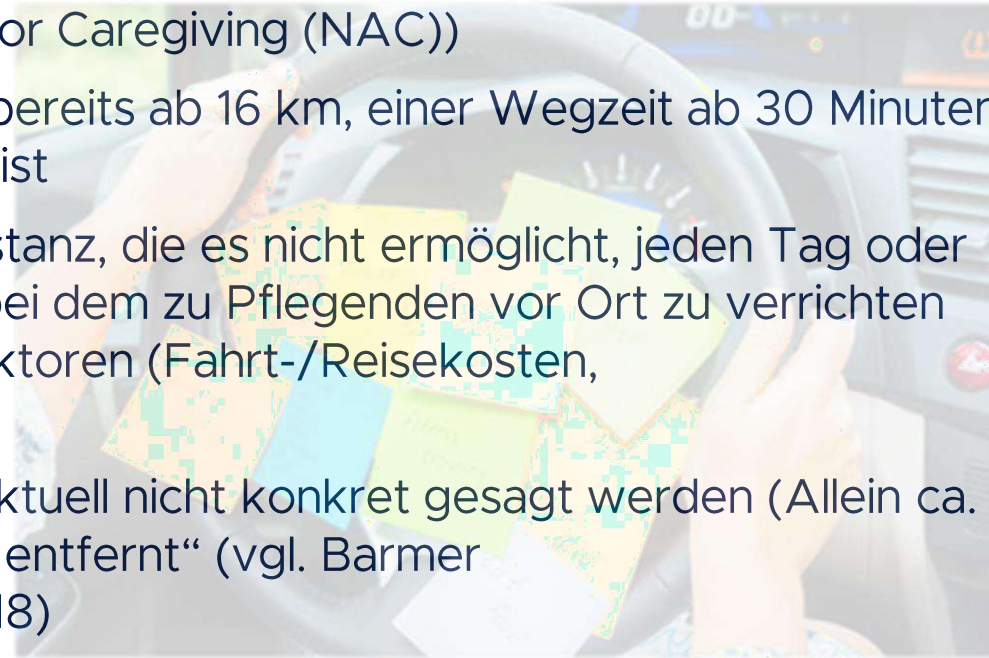 or Caregiving (NAC))
bereits ab 16 km, einer Wegzeit ab 30 Minuten
ist
stanz, die es nicht ermöglicht, jeden Tag oder
bei dem zu Pflegenden vor Ort zu verrichten
ktoren (Fahrt-/Reisekosten,
ktuell nicht konkret gesagt werden (Allein ca.
entfernt“ (vgl. Barmer
18)